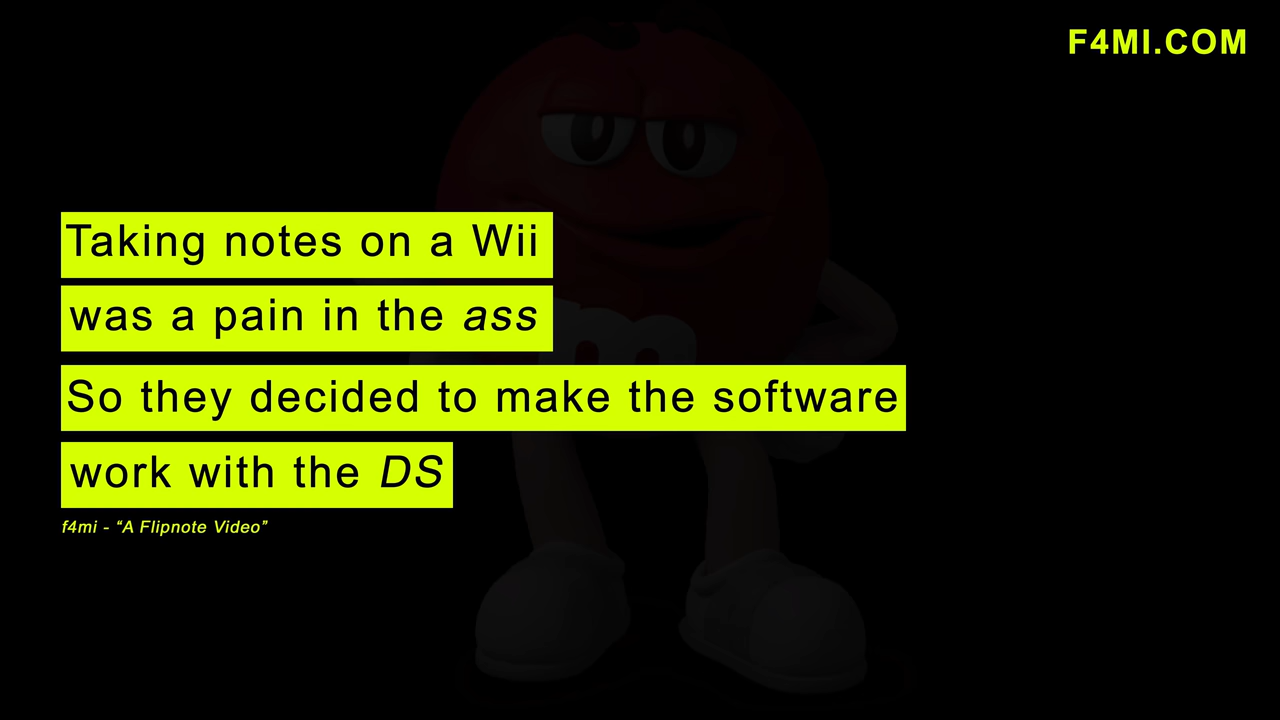 F4MI.COM
Taking notes on a Wii
was a pain in the ass
So they decided to make the software
work with the DS
f4mi - “A Flipnote Video”
m